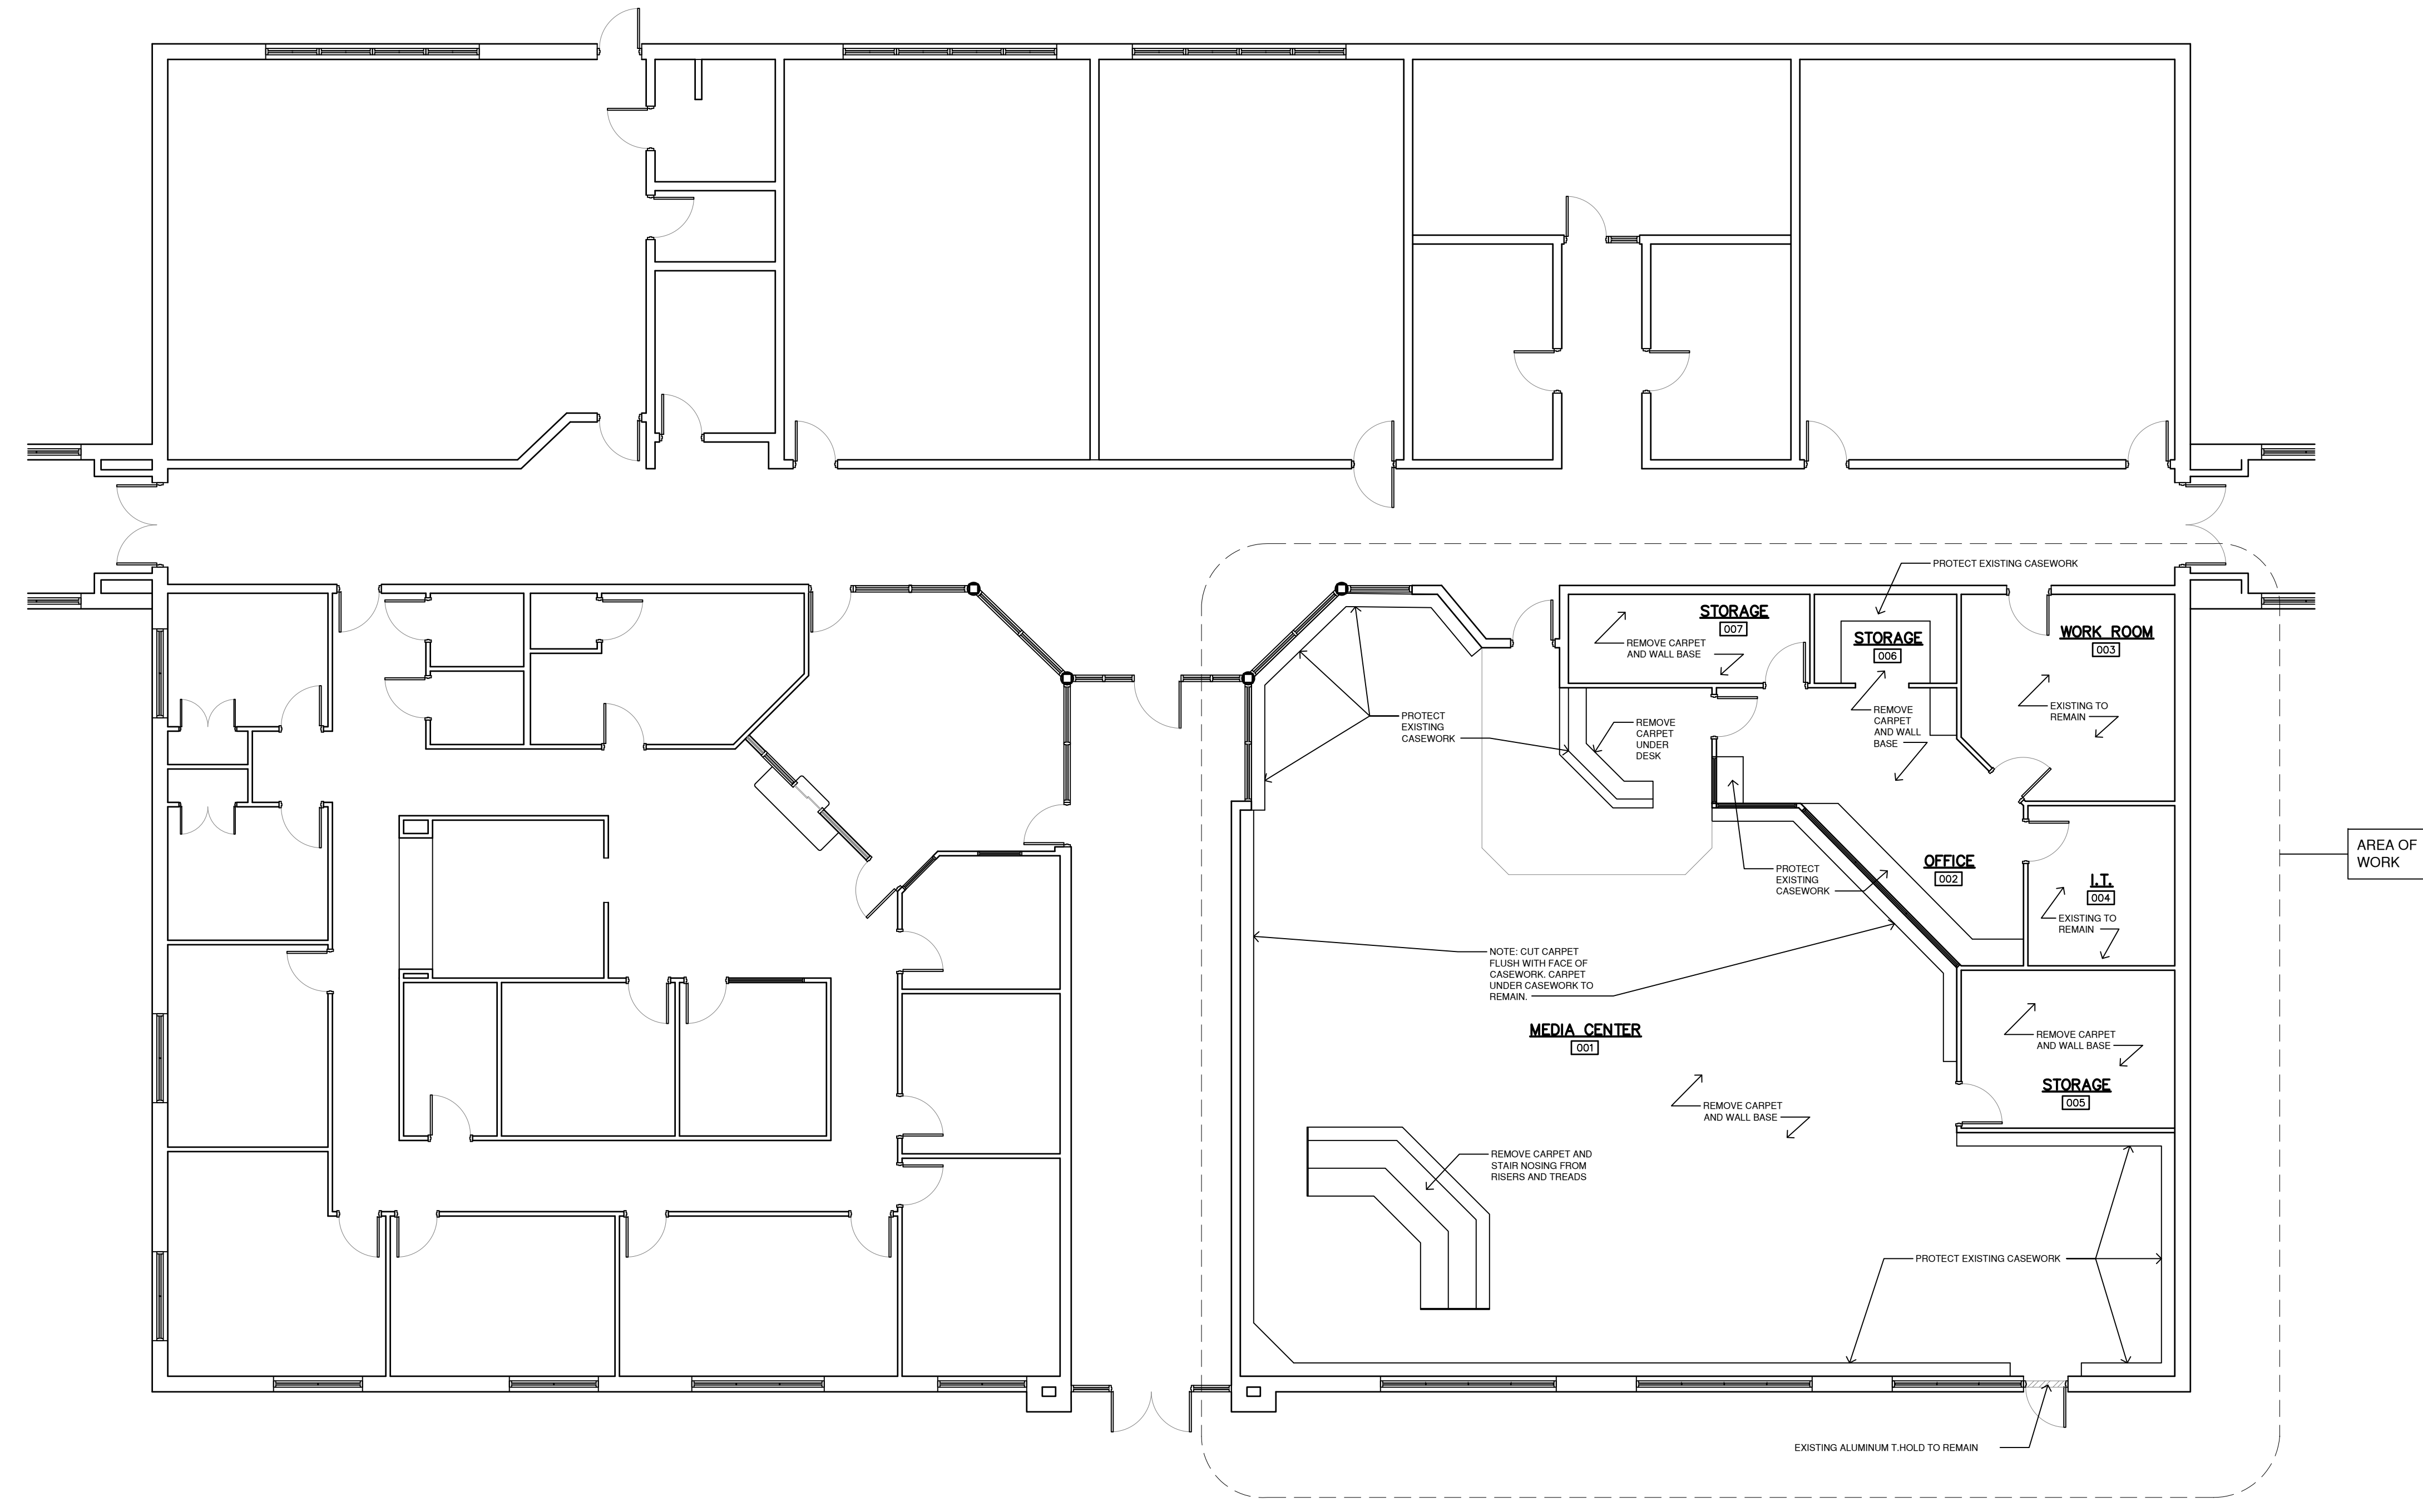 PROTECT EXISTING CASEWORK
STORAGE
007
REMOVE CARPET
AND WALL BASE
STORAGE
006
WORK ROOM
003
EXISTING TO
REMAIN
REMOVE
CARPET
AND WALL
BASE
PROTECT
EXISTING
CASEWORK
REMOVE
CARPET
UNDER
DESK
AREA OF
WORK
PROTECT
EXISTING
CASEWORK
OFFICE
002
I.T.
004
EXISTING TO
REMAIN
NOTE: CUT CARPET
FLUSH WITH FACE OF
CASEWORK. CARPET
UNDER CASEWORK TO
REMAIN.
MEDIA CENTER
001
REMOVE CARPET
AND WALL BASE
STORAGE
005
REMOVE CARPET
AND WALL BASE
REMOVE CARPET AND
STAIR NOSING FROM
RISERS AND TREADS
PROTECT EXISTING CASEWORK
EXISTING ALUMINUM T.HOLD TO REMAIN